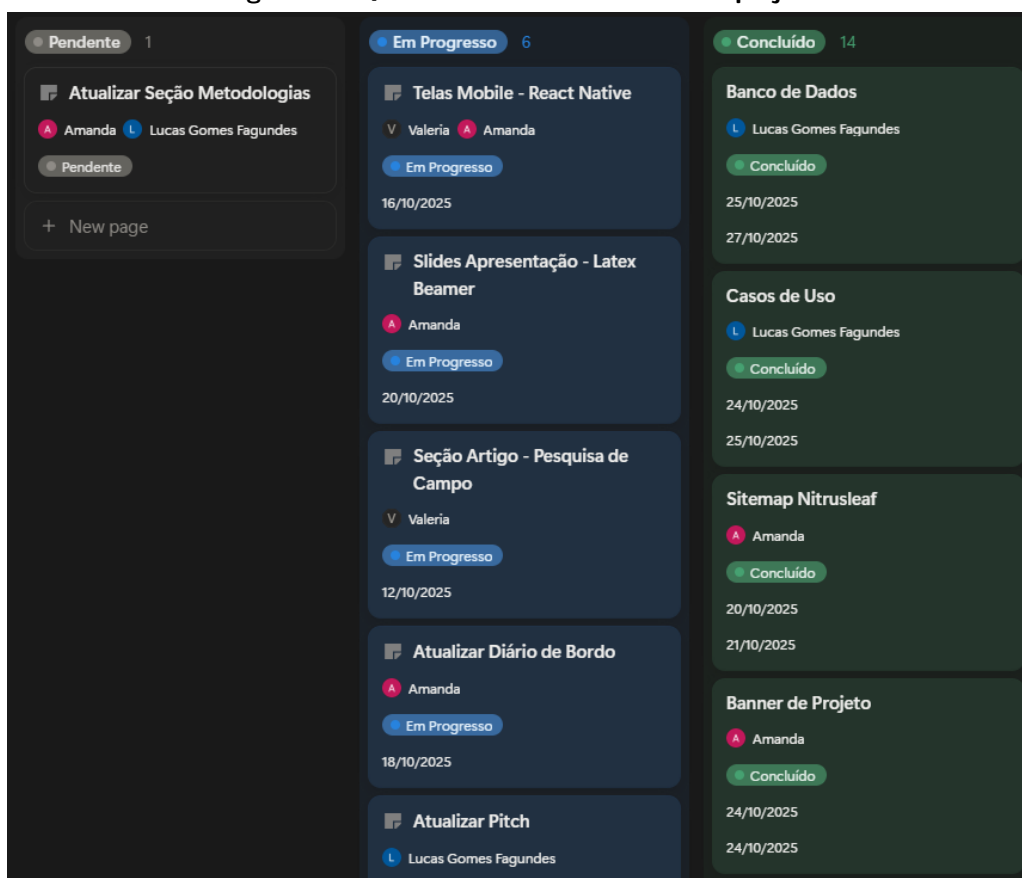 Pendente 1
Atualizar Seção Metodologias
A Amanda L Lucas Gomes Fagundes
Pendente
+ New page
Em Progresso 6
Telas Mobile - React Native
V Valeria A Amanda
Em Progresso
16/10/2025
Slides Apresentação - Latex
Beamer
A Amanda
Em Progresso
20/10/2025
Seção Artigo - Pesquisa de
Campo
V Valeria
Em Progresso
12/10/2025
Atualizar Diário de Bordo
A Amanda
Em Progresso
18/10/2025
Atualizar Pitch
L Lucas Gomes Fagundes
Concluído 14
Banco de Dados
L Lucas Gomes Fagundes
Concluído
25/10/2025
27/10/2025
Casos de Uso
L Lucas Gomes Fagundes
Concluído
24/10/2025
25/10/2025
Sitemap Nitrusleaf
A Amanda
Concluído
20/10/2025
21/10/2025
Banner de Projeto
A Amanda
Concluído
24/10/2025
24/10/2025